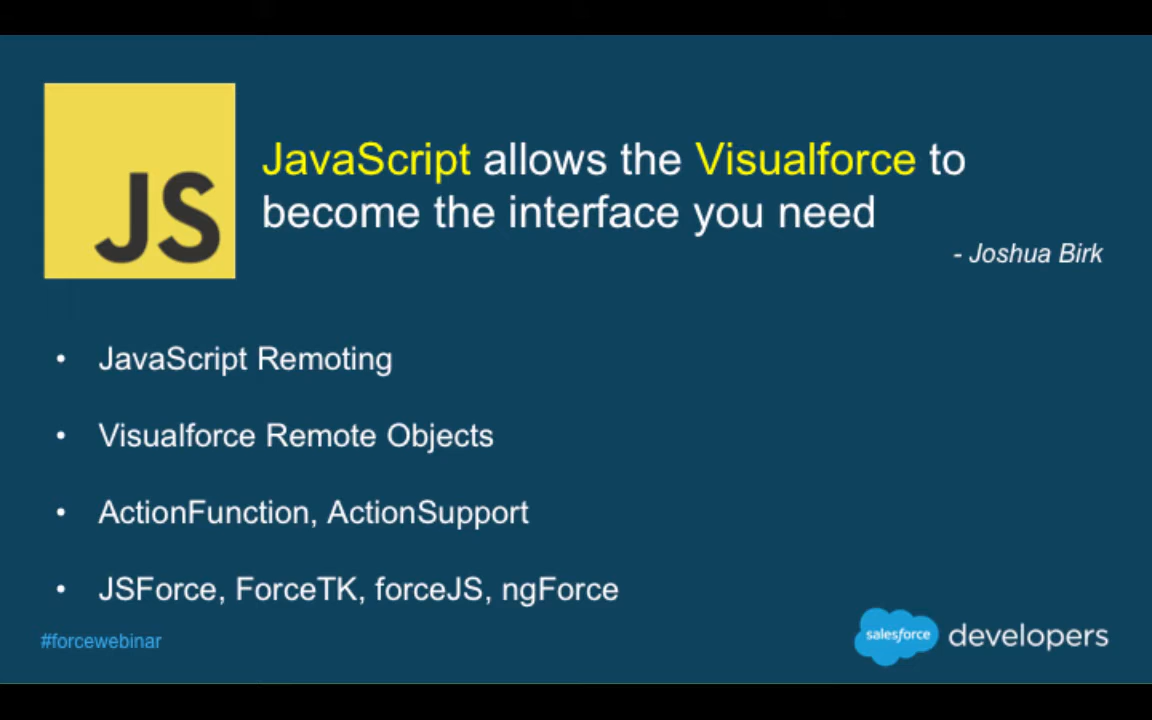 JS
JavaScript allows the Visualforce to
become the interface you need
- Joshua Birk
• JavaScript Remoting
• Visualforce Remote Objects
• ActionFunction, ActionSupport
• JSForce, ForceTK, forceJS, ngForce
#forcewebinar
salesforce developers